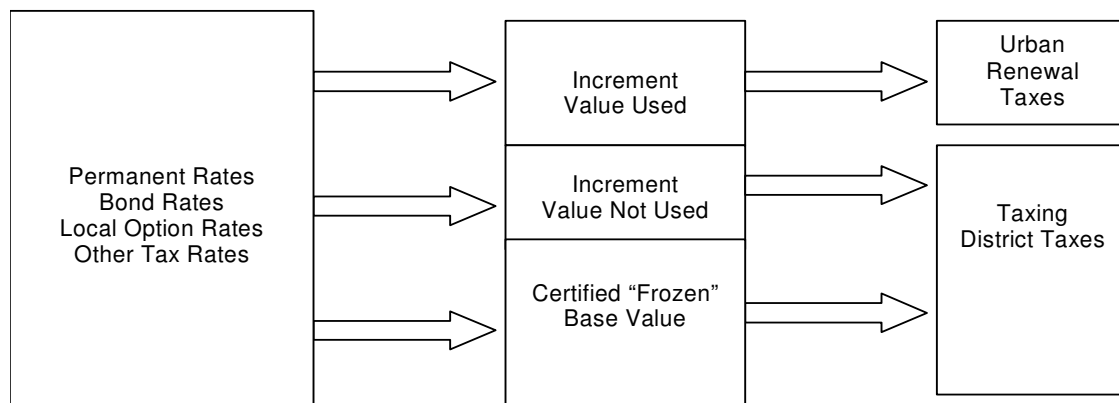 Permanent Rates
Bond Rates
Local Option Rates
Other Tax Rates
Increment
Value Used
Increment
Value Not Used
Certified “Frozen”
Base Value
Urban
Renewal
Taxes
Taxing
District Taxes